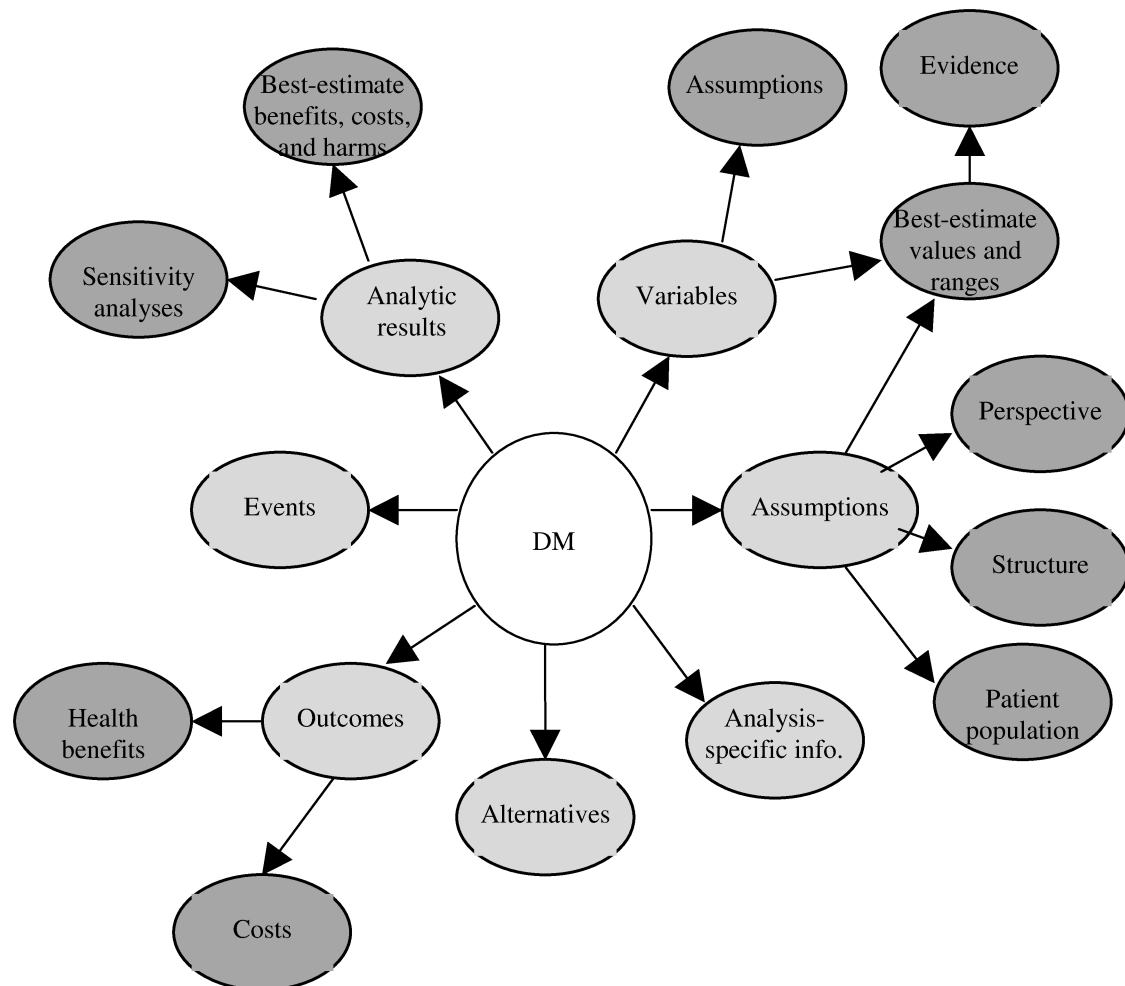 Evidence
Assumptions
Best-estimate
benefits, costs,
and harms
Best-estimate
values and
ranges
Sensitivity
analyses
Analytic
results
Variables
Perspective
Events
Assumptions
DM
Structure
Health
benefits
Outcomes
Analysis-
specific info.
Patient
population
Alternatives
Costs